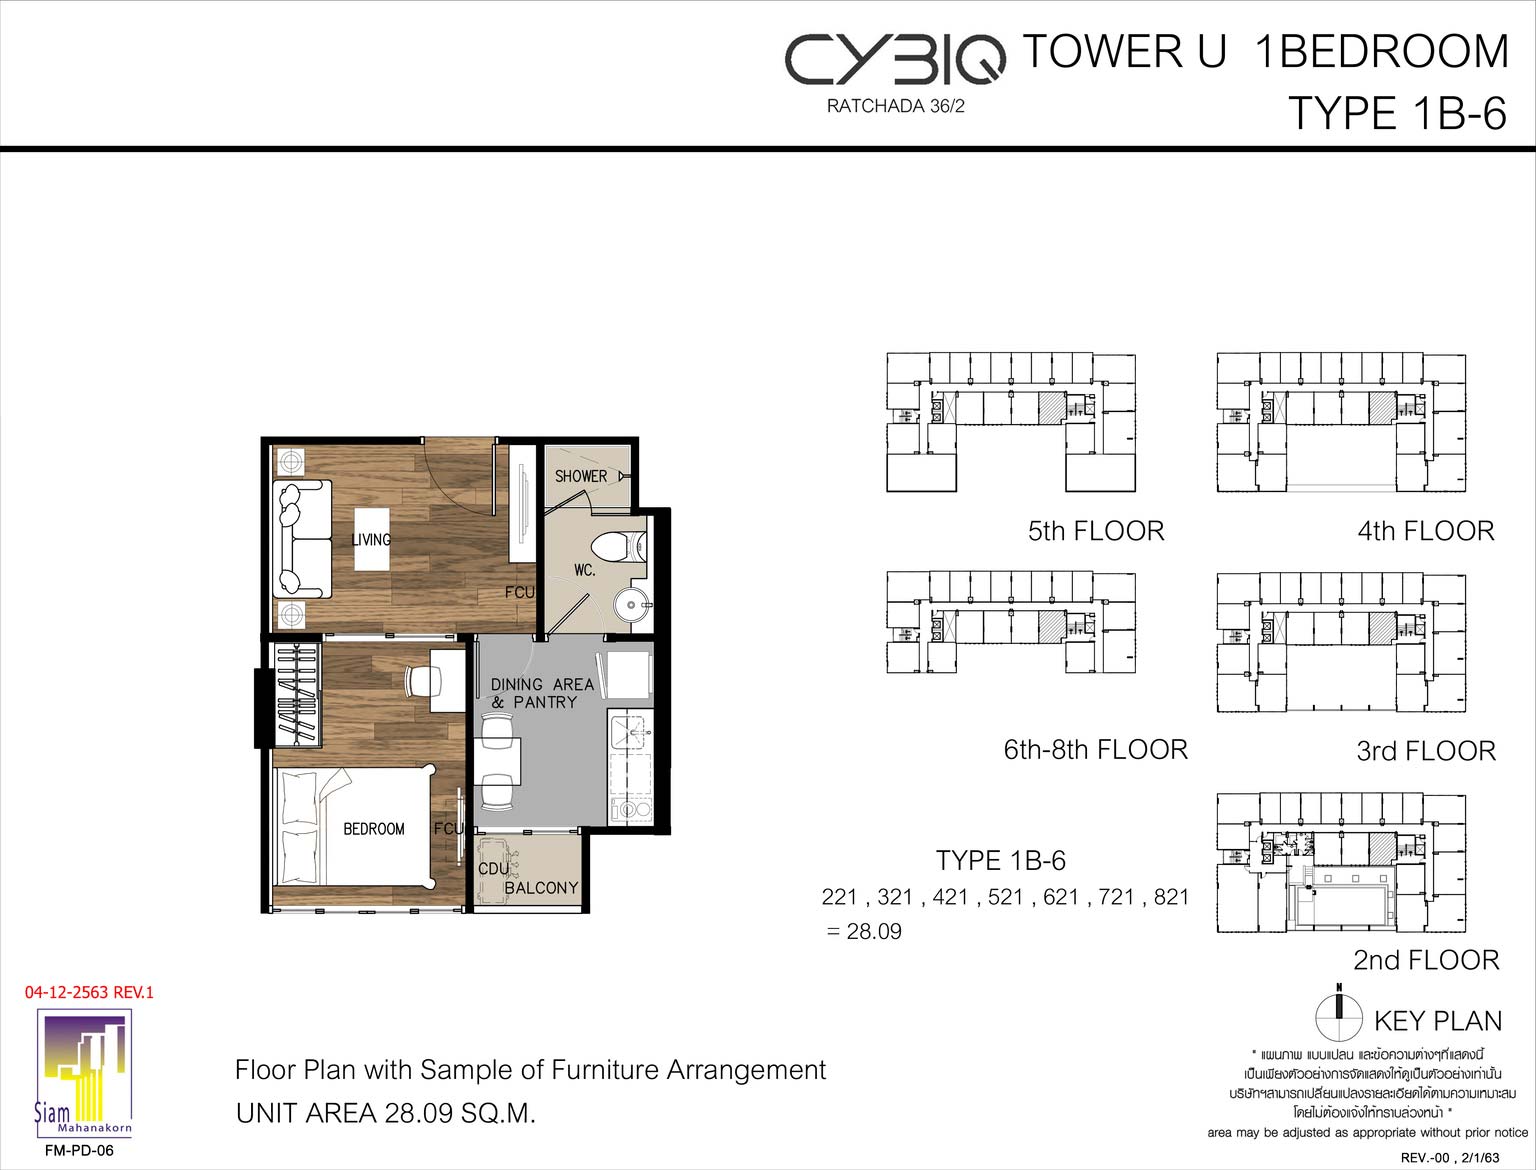 CYBIQ TOWER U 1BEDROOM
RATCHADA 36/2
TYPE 1B-6
SHOWER
LIVING
WC.
FCU
DINING AREA
& PANTRY
BEDROOM
FCU
CDU
BALCONY
5th FLOOR
4th FLOOR
6th-8th FLOOR
3rd FLOOR
TYPE 1B-6
221 , 321 , 421 , 521 , 621 , 721 , 821
= 28.09
2nd FLOOR
N
KEY PLAN
" แผนภาพ แบบแปลน และข้อความต่างๆที่แสดงนี้
เป็นเพียงตัวอย่างการจัดแสดงให้ดูเป็นตัวอย่างเท่านั้น
บริษัทฯสามารถเปลี่ยนแปลงรายละเอียดได้ตามความเหมาะสม
โดยไม่ต้องแจ้งให้ทราบล่วงหน้า "
area may be adjusted as appropriate without prior notice
REV.-00 , 2/1/63
04-12-2563 REV.1
Siam
Mahanakorn
FM-PD-06
Floor Plan with Sample of Furniture Arrangement
UNIT AREA 28.09 SQ.M.